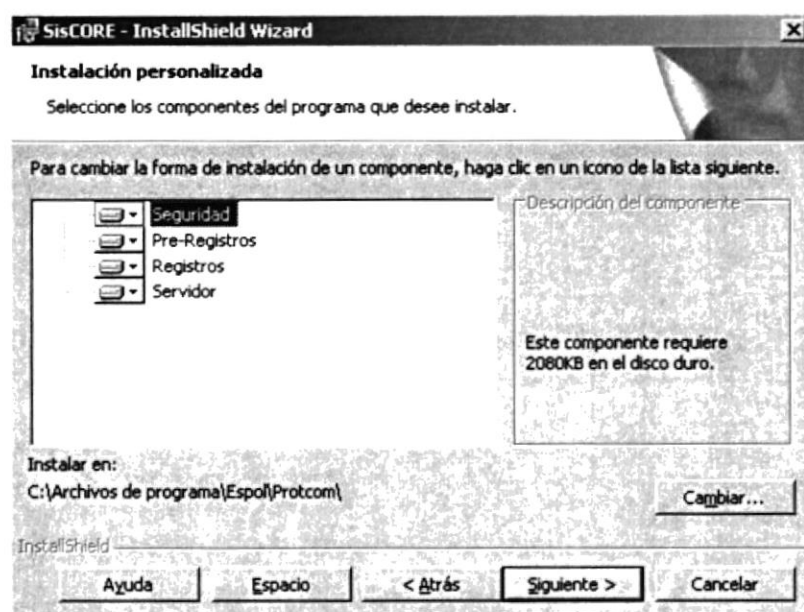 SisCORE - InstallShield Wizard
Instalación personalizada
Seleccione los componentes del programa que desee instalar.
Para cambiar la forma de instalación de un componente, haga clic en un icono de la lista siguiente.
Seguridad
Pre-Registros
Registros
Servidor
Descripción del componente
Este componente requiere
2080KB en el disco duro.
Instalar en:
C:\Archivos de programa\Espol\Protcom\
Cambiar...
InstallShield
Ayuda
Espacio
< Atrás
Siguiente >
Cancelar